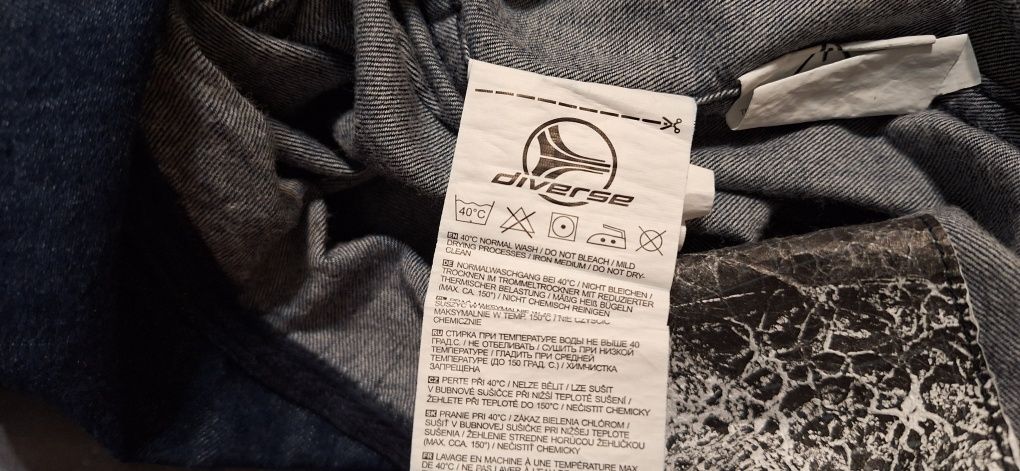 diverse
40°C
EN 40°C NORMAL WASH / DO NOT BLEACH / MILD
DRYING PROCESSES / IRON MEDIUM / DO NOT DRY-
CLEAN
DE NORMALWASCHGANG BEI 40°C / NICHT BLEICHEN /
TROCKNEN IM TROMMELTROCKNER MIT REDUZIERTER
THERMISCHER BELASTUNG / MÄßIG HEIß BÜGELN
(MAX. CA. 150°) / NICHT CHEMISCH REINIGEN
MAKSYMALNIE W TEMP. 150°C / NIE CZYŚCIĆ
CHEMICZNIE
RU СТИРКА ПРИ ТЕМПЕРАТУРЕ ВОДЫ НЕ ВЫШЕ 40
ГРАД.С. / НЕ ОТБЕЛИВАТЬ / СУШИТЬ ПРИ НИЗКОЙ
ТЕМПЕРАТУРЕ / ГЛАДИТЬ ПРИ СРЕДНЕЙ
ТЕМПЕРАТУРЕ (ДО 150 ГРАД. С.) / ХИМЧИСТКА
ЗАПРЕЩЕНА
CZ PERTE PŘI 40°C / NELZE BĚLIT / LZE SUŠIT
V BUBNOVÉ SUŠIČCE PŘI NIŽŠÍ TEPLOTĚ SUŠENÍ /
ŽEHLETE PŘI TEPLOTĚ DO 150°C / NEČISTIT CHEMICKY
SK PRANIE PRI 40°C / ZÁKAZ BIELENIA CHLÓROM /
SUŠIŤ V BUBNOVEJ SUŠIČKE PRI NIŽŠEJ TEPLOTE
SUŠENIA / ŽEHLENIE STREDNE HORÚCOU ŽEHLIČKOU
(MAX. CCA. 150°) / NEČISTIŤ CHEMICKY
FR LAVAGE EN MACHINE À UNE TEMPÉRATURE MAX
DE 40°C / NE PAS LAVER